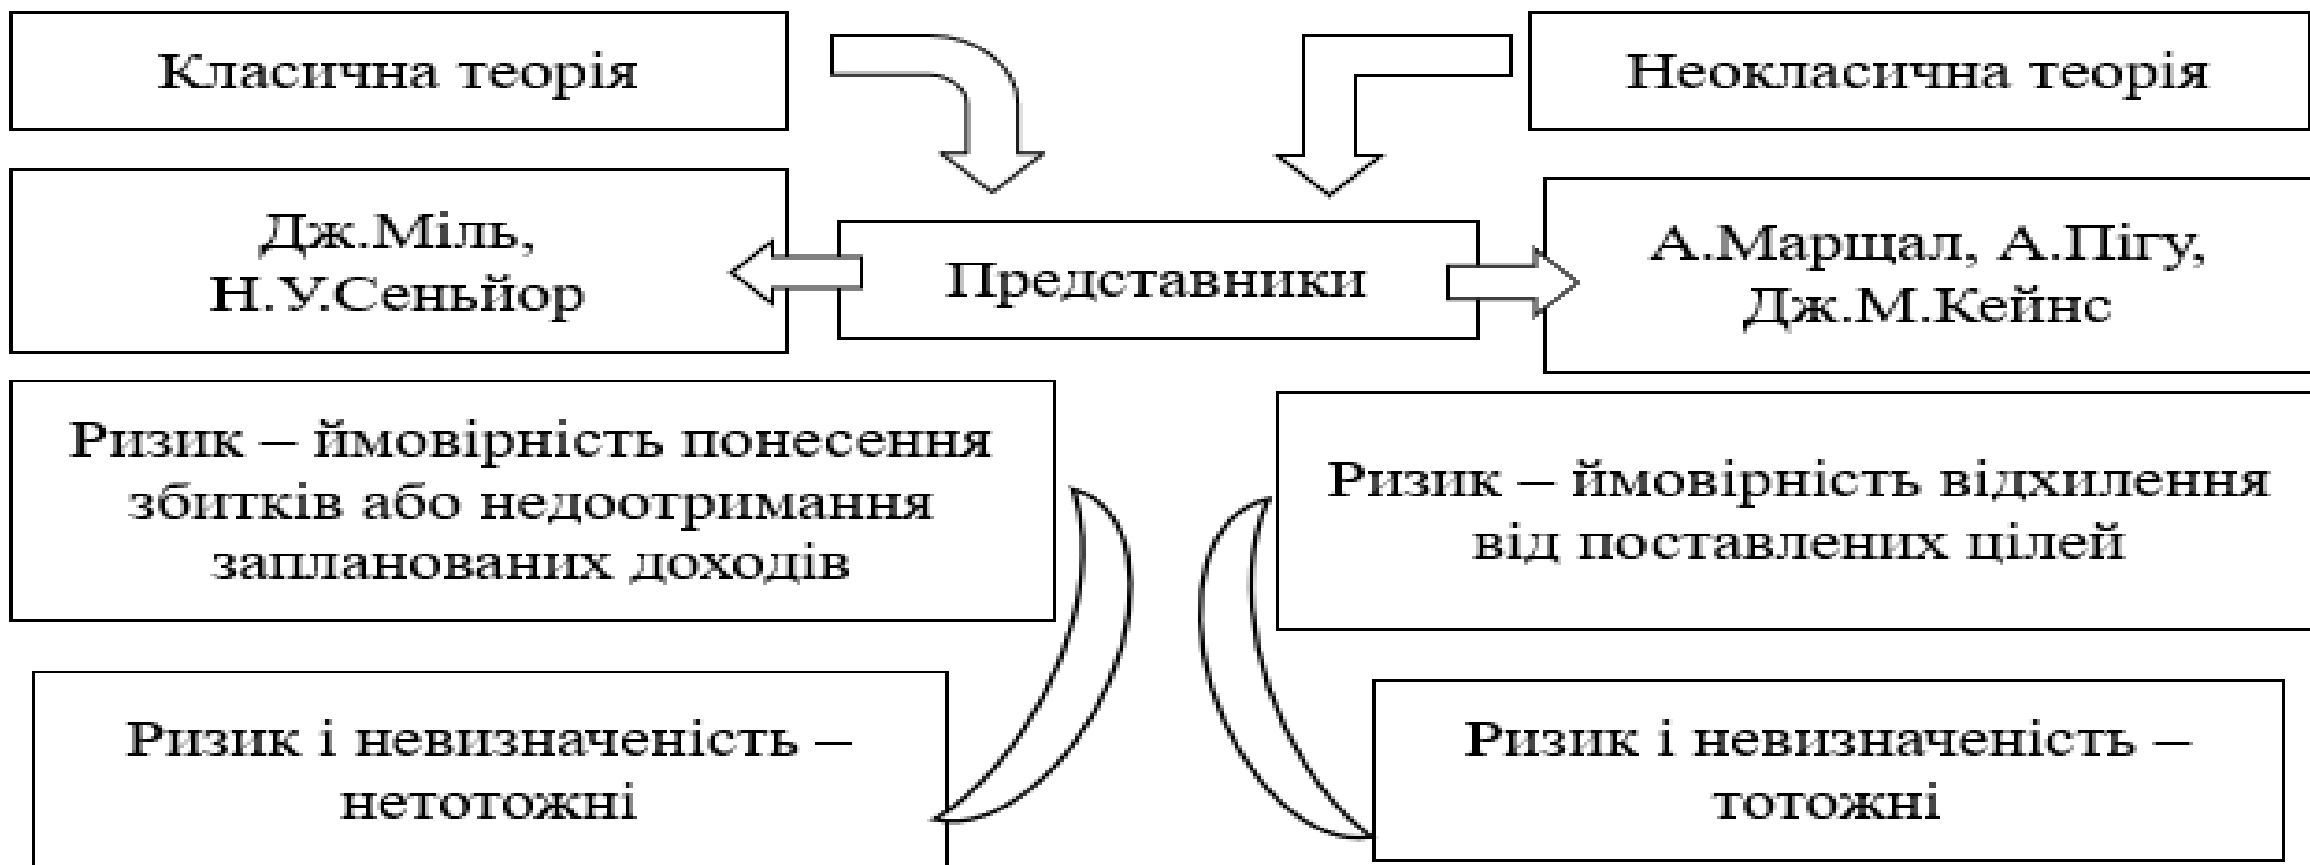 Класична теорія
Неокласична теорія
Дж.Міль,
Н.У.Сеньйор
Представники
А.Марщал, А.Пігу,
Дж.М.Кейнс
Ризик – ймовірність понесення
збитків або недоотримання
запланованих доходів
Ризик – ймовірність відхилення
від поставлених цілей
Ризик і невизначеність –
нетотожні
Ризик і невизначеність –
тотожні